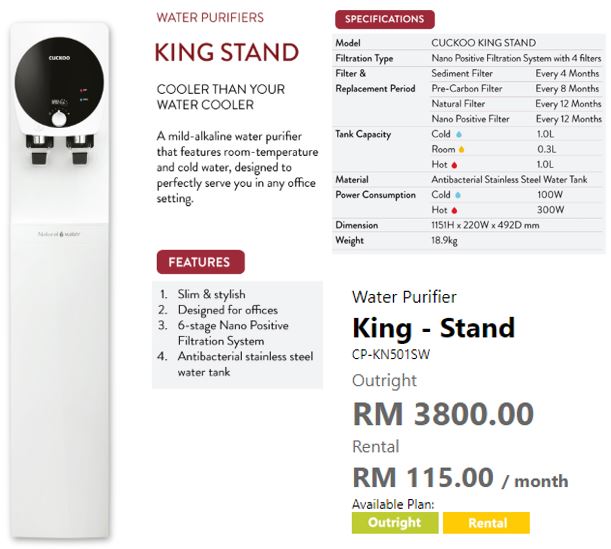 CUCKOO
WATER PURIFIERS
KING STAND
COOLER THAN YOUR
WATER COOLER
A mild-alkaline water purifier
that features room-temperature
and cold water, designed to
perfectly serve you in any office
setting.
Natural water
FEATURES
1. Slim & stylish
2. Designed for offices
3. 6-stage Nano Positive
Filtration System
4. Antibacterial stainless steel
water tank
SPECIFICATIONS
Model CUCKOO KING STAND
Filtration Type Nano Positive Filtration System with 4 filters
Filter & Sediment Filter Every 4 Months
Replacement Period Pre-Carbon Filter Every 8 Months
Natural Filter Every 12 Months
Nano Positive Filter Every 12 Months
Tank Capacity Cold 1.0L
Room 0.3L
Hot 1.0L
Material Antibacterial Stainless Steel Water Tank
Power Consumption Cold 100W
Hot 300W
Dimension 1151H x 220W x 492D mm
Weight 18.9kg
Water Purifier
King - Stand
CP-KN501SW
Outright
RM 3800.00
Rental
RM 115.00 / month
Available Plan:
Outright Rental